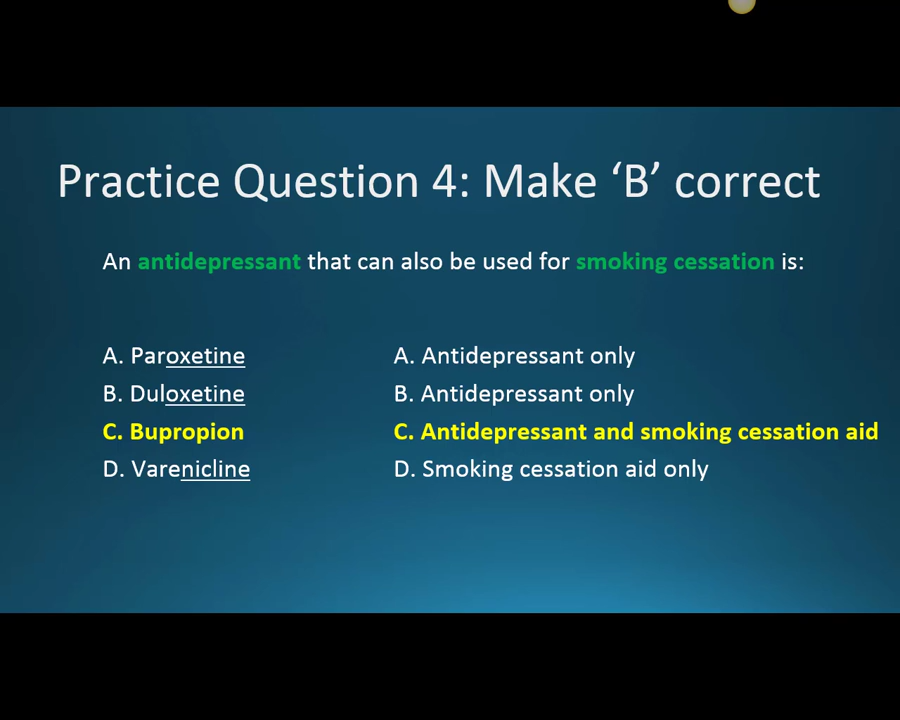 Practice Question 4: Make ‘B’ correct
An antidepressant that can also be used for smoking cessation is:
A. Paroxetine
B. Duloxetine
C. Bupropion
D. Varenicline
A. Antidepressant only
B. Antidepressant only
C. Antidepressant and smoking cessation aid
D. Smoking cessation aid only